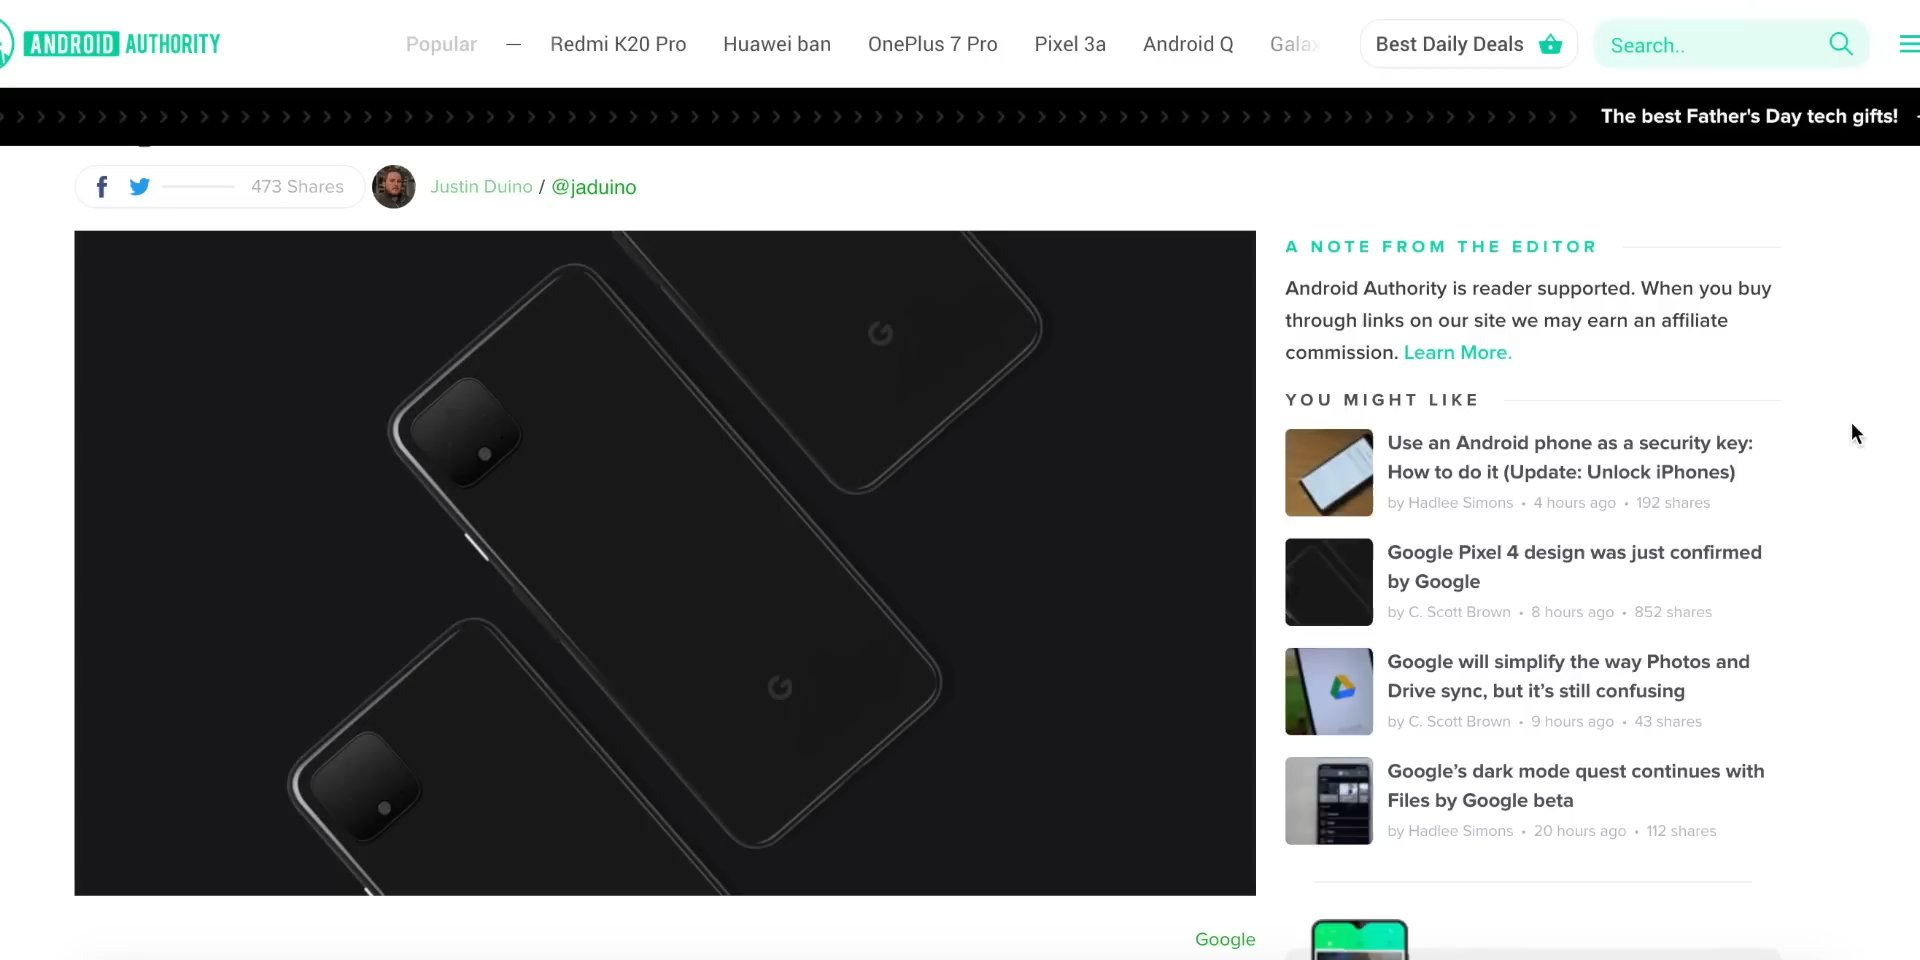 ANDROID AUTHORITY
Popular — Redmi K20 Pro Huawei ban OnePlus 7 Pro Pixel 3a Android Q Galax
Best Daily Deals
Search..
The best Father's Day tech gifts!
473 Shares
Justin Duino / @jaduino
A NOTE FROM THE EDITOR
Android Authority is reader supported. When you buy
through links on our site we may earn an affiliate
commission. Learn More.
YOU MIGHT LIKE
Use an Android phone as a security key:
How to do it (Update: Unlock iPhones)
by Hadlee Simons • 4 hours ago • 192 shares
Google Pixel 4 design was just confirmed
by Google
by C. Scott Brown • 8 hours ago • 852 shares
Google will simplify the way Photos and
Drive sync, but it’s still confusing
by C. Scott Brown • 9 hours ago • 43 shares
Google’s dark mode quest continues with
Files by Google beta
by Hadlee Simons • 20 hours ago • 112 shares
Google